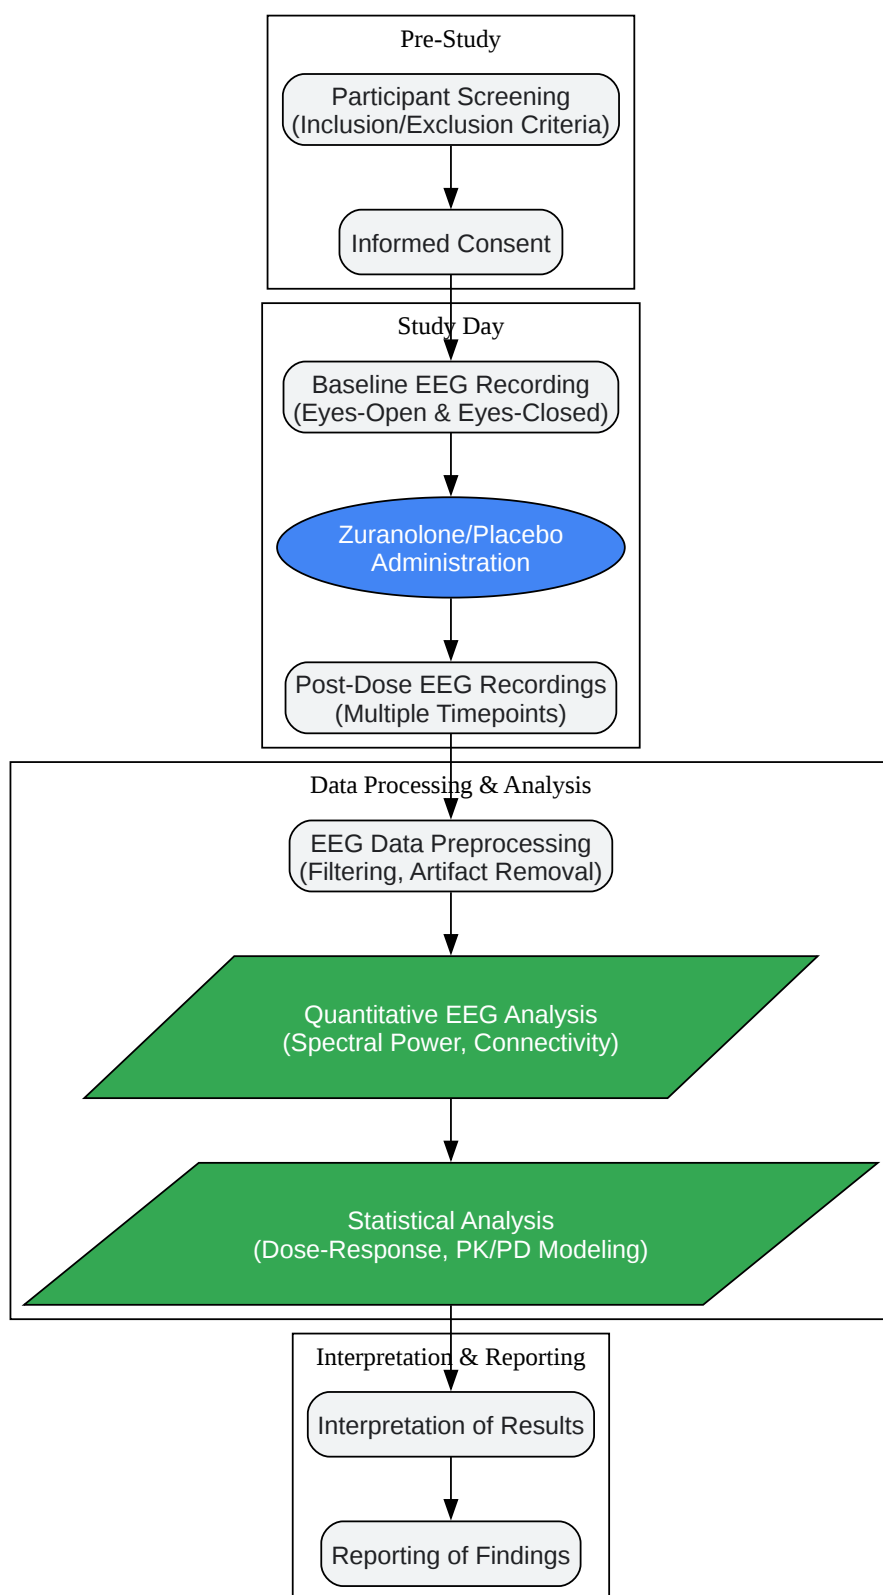 Pre-Study
Participant Screening
(Inclusion/Exclusion Criteria)
Informed Consent
Study Day
Baseline EEG Recording
(Eyes-Open & Eyes-Closed)
Zuranolone/Placebo
Administration
Post-Dose EEG Recordings
(Multiple Timepoints)
Data Processing & Analysis
EEG Data Preprocessing
(Filtering, Artifact Removal)
Quantitative EEG Analysis
(Spectral Power, Connectivity)
Statistical Analysis
(Dose-Response, PK/PD Modeling)
Interpretation & Reporting
Interpretation of Results
Reporting of Findings